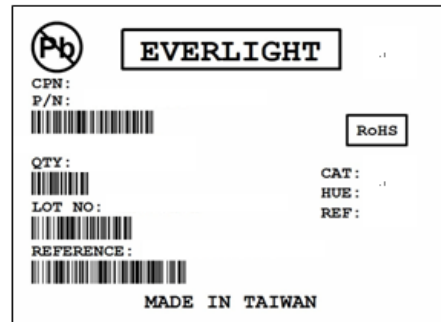 Pb
EVERLIGHT
CPN:
P/N:
RoHS
QTY:
CAT:
HUE:
LOT NO:
REF:
REFERENCE:
MADE IN TAIWAN